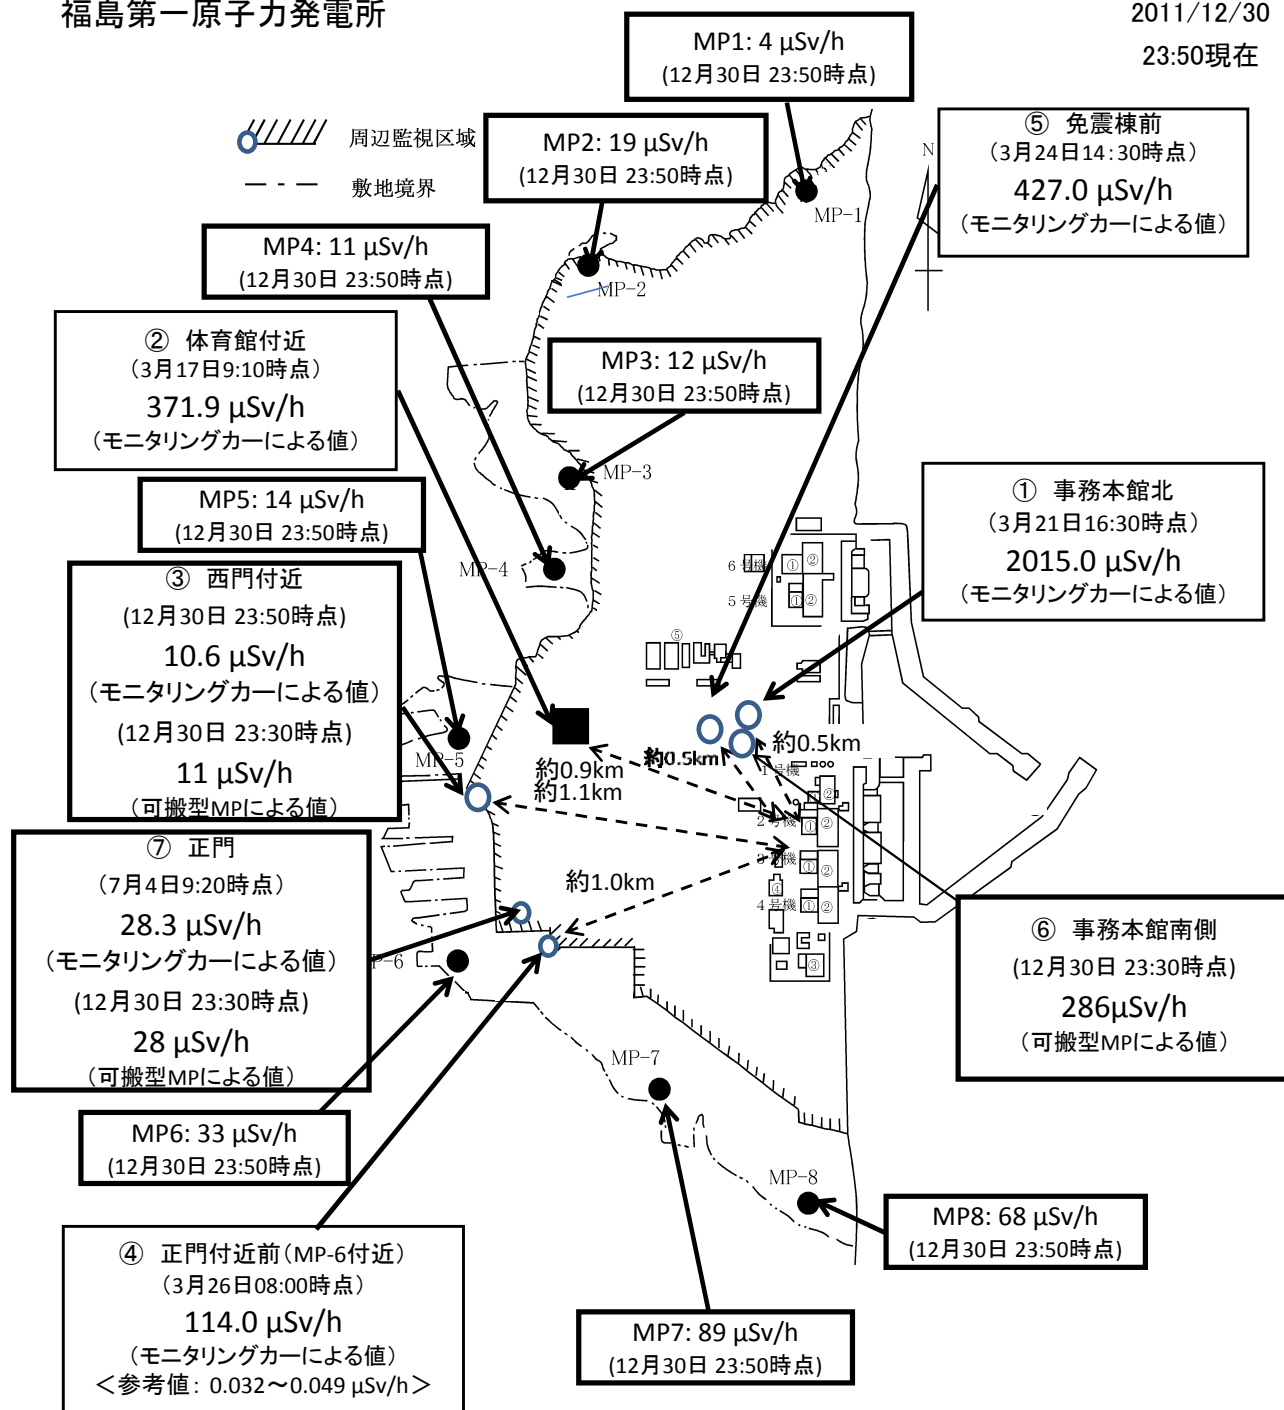 福島第一原子力発電所
2011/12/30
23:50現在
MP1: 4 μSv/h
(12月30日 23:50時点)
周辺監視区域
敷地境界
MP2: 19 μSv/h
(12月30日 23:50時点)
⑤ 免震棟前
(3月24日14:30時点)
427.0 μSv/h
(モニタリングカーによる値)
N
MP-1
MP4: 11 μSv/h
(12月30日 23:50時点)
MP-2
② 体育館付近
(3月17日9:10時点)
371.9 μSv/h
(モニタリングカーによる値)
MP3: 12 μSv/h
(12月30日 23:50時点)
MP-3
MP5: 14 μSv/h
(12月30日 23:50時点)
① 事務本館北
(3月21日16:30時点)
2015.0 μSv/h
(モニタリングカーによる値)
MP-4
6号機
① ②
5号機
① ②
③ 西門付近
(12月30日 23:50時点)
10.6 μSv/h
(モニタリングカーによる値)
(12月30日 23:30時点)
11 μSv/h
(可搬型MPによる値)
⑤
MP-5
約0.9km
約1.1km
約0.5km
約0.5km
1号機
① ②
2号機
① ②
3号機
① ②
④
4号機
① ②
③
⑦ 正門
(7月4日9:20時点)
28.3 μSv/h
(モニタリングカーによる値)
(12月30日 23:30時点)
28 μSv/h
(可搬型MPによる値)
約1.0km
P-6
⑥ 事務本館南側
(12月30日 23:30時点)
286μSv/h
(可搬型MPによる値)
MP-7
MP6: 33 μSv/h
(12月30日 23:50時点)
MP-8
MP8: 68 μSv/h
(12月30日 23:50時点)
④ 正門付近前(MP-6付近)
(3月26日08:00時点)
114.0 μSv/h
(モニタリングカーによる値)
<参考値: 0.032~0.049 μSv/h>
MP7: 89 μSv/h
(12月30日 23:50時点)